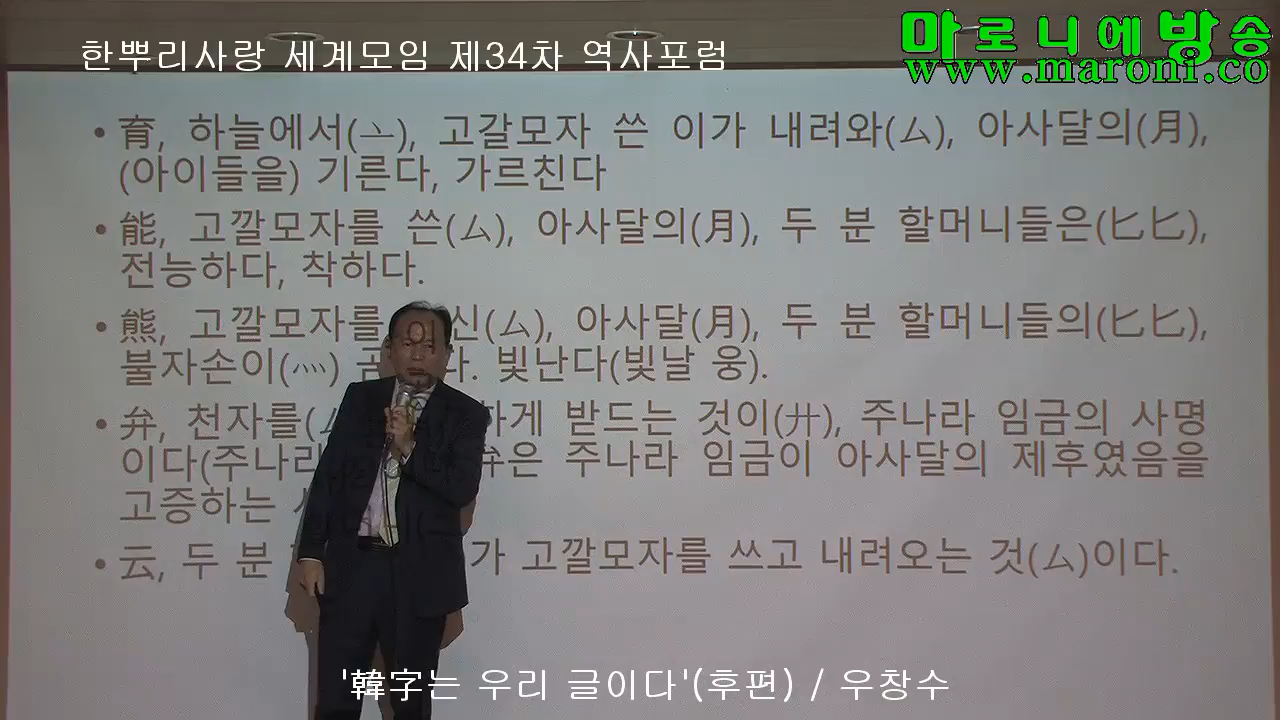 마로니에방송
www.maroni.co
한뿌리사랑 세계모임 제34차 역사포럼
• 育, 하늘에서(亠), 고갈모자 쓴 이가 내려와(厶), 아사달의(月),
(아이들을) 기른다, 가르친다
• 能, 고깔모자를 쓴(厶), 아사달의(月), 두 분 할머니들은(匕匕),
전능하다, 착하다.
• 熊, 고깔모자를 이신(厶), 아사달(月), 두 분 할머니들의(匕匕),
불자손이(灬) 다. 빛난다(빛날 웅).
• 弁, 천자를(厶 하게 받드는 것이(廾), 주나라 임금의 사명
이다(주나라 弁은 주나라 임금이 아사달의 제후였음을
고증하는
• 云, 두 분 가 고깔모자를 쓰고 내려오는 것(厶)이다.
'韓字는 우리 글이다'(후편) / 우창수